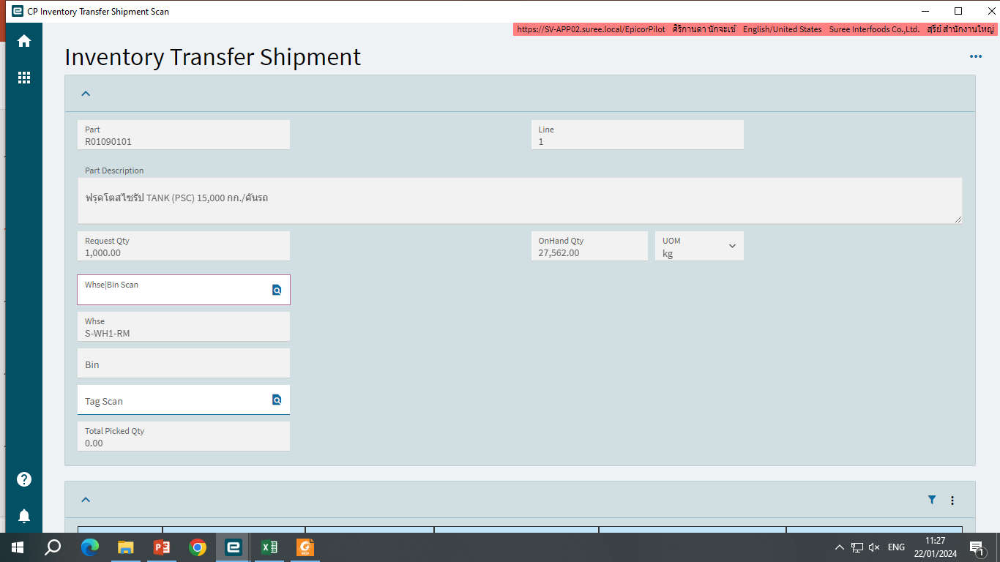 CP Inventory Transfer Shipment Scan
https://SV-APP02.suree.local/EpicorPilot ศิริกานดา นักจะเข้ English/United States Suree Interfoods Co.,Ltd. สุรีย์ สำนักงานใหญ่
Inventory Transfer Shipment
Part
R01090101
Line
1
Part Description
ฟรุคโตสไซรัป TANK (PSC) 15,000 กก./คันรถ
Request Qty
1,000.00
OnHand Qty
27,562.00
UOM
kg
Whse|Bin Scan
Whse
S-WH1-RM
Bin
Tag Scan
Total Picked Qty
0.00
ENG
11:27
22/01/2024
1